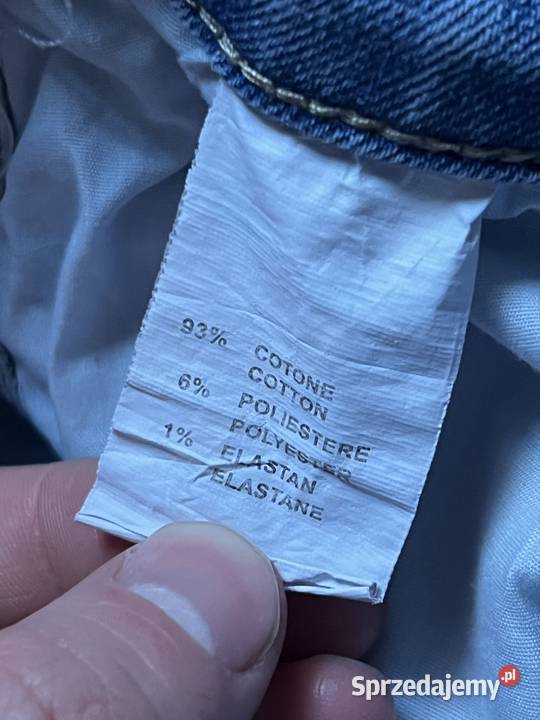 93% COTONE
COTTON
6% POLIESTERE
POLYESTER
1% ELASTAN
ELASTANE
Sprzedajemy.pl